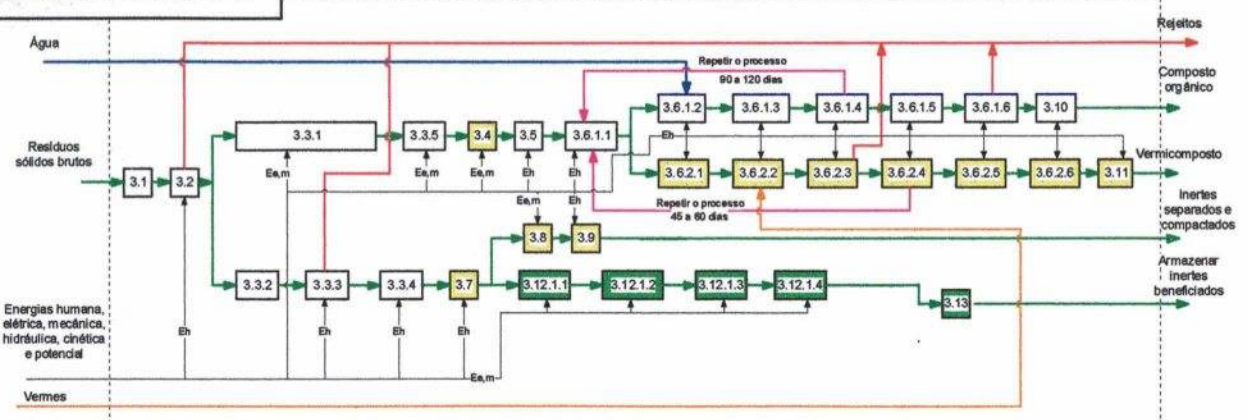 Rejeitos
Água
Repetir o processo
90 a 120 dias
Composto
orgânico
3.6.1.2
3.6.1.3
3.6.1.4
3.6.1.5
3.6.1.6
3.10
3.3.1
3.3.5
3.4
3.5
3.6.1.1
Eh
Resíduos
sólidos brutos
3.1
3.2
Ee,m
Ee,m
Ee,m
Eh
Eh
3.6.2.1
3.6.2.2
3.6.2.3
3.6.2.4
3.6.2.5
3.6.2.6
3.11
Vermicomposto
Repetir o processo
45 a 60 dias
Ee,m
Eh
Inertes
separados e
compactados
3.8
3.9
Armazenar
inertes
beneficiados
3.3.2
3.3.3
3.3.4
3.7
3.12.1.1
3.12.1.2
3.12.1.3
3.12.1.4
3.13
Energias humana,
elétrica, mecânica,
hidráulica, cinética
e potencial
Eh
Eh
Eh
Eh
Ee,m
Vermes